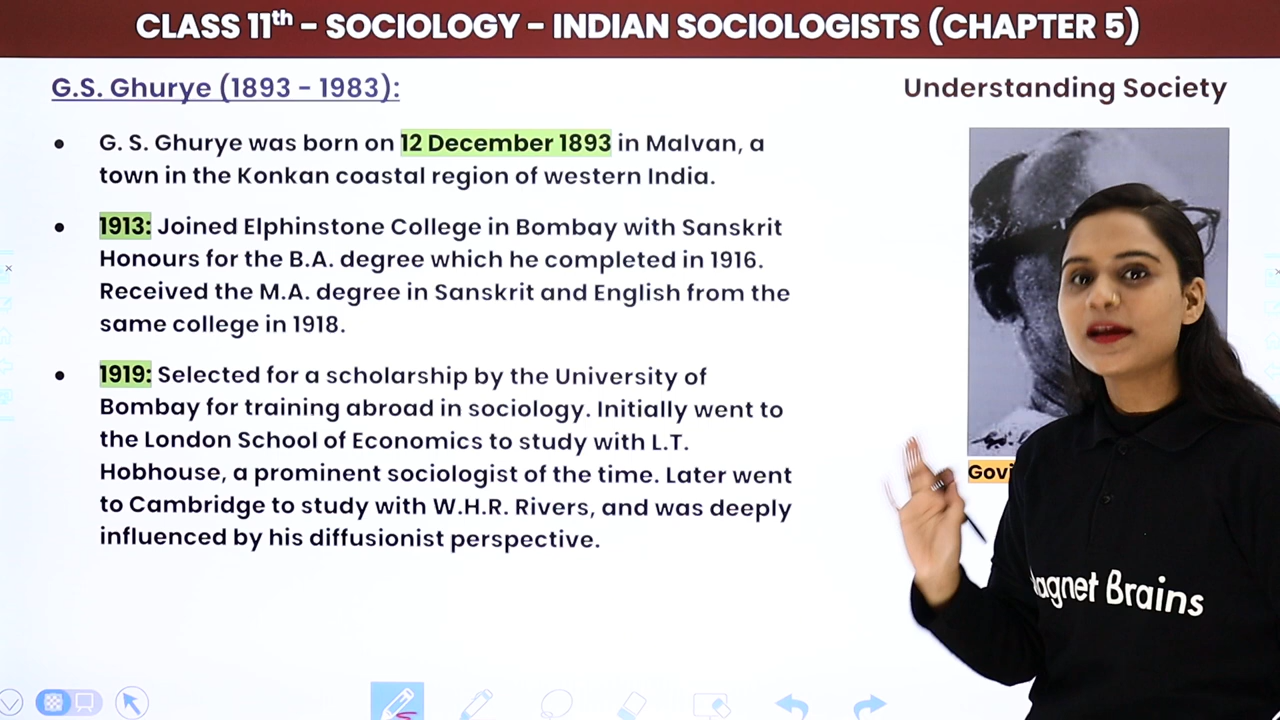 CLASS 11th - SOCIOLOGY - INDIAN SOCIOLOGISTS (CHAPTER 5)
G.S. Ghurye (1893 - 1983):
Understanding Society
• G. S. Ghurye was born on 12 December 1893 in Malvan, a
town in the Konkan coastal region of western India.
• 1913: Joined Elphinstone College in Bombay with Sanskrit
Honours for the B.A. degree which he completed in 1916.
Received the M.A. degree in Sanskrit and English from the
same college in 1918.
• 1919: Selected for a scholarship by the University of
Bombay for training abroad in sociology. Initially went to
the London School of Economics to study with L.T.
Hobhouse, a prominent sociologist of the time. Later went
to Cambridge to study with W.H.R. Rivers, and was deeply
influenced by his diffusionist perspective.
Brains